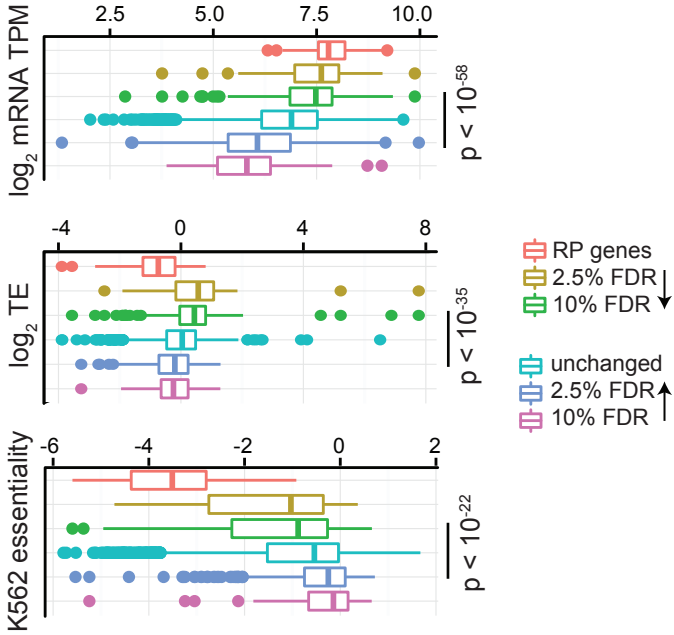 2.5 5.0 7.5 10.0
log2 mRNA TPM
p < 10-58
-4 0 4 8
log2 TE
p < 10-35
RP genes
2.5% FDR
10% FDR
unchanged
2.5% FDR
10% FDR
-6 -4 -2 0 2
K562 essentiality
p < 10-22